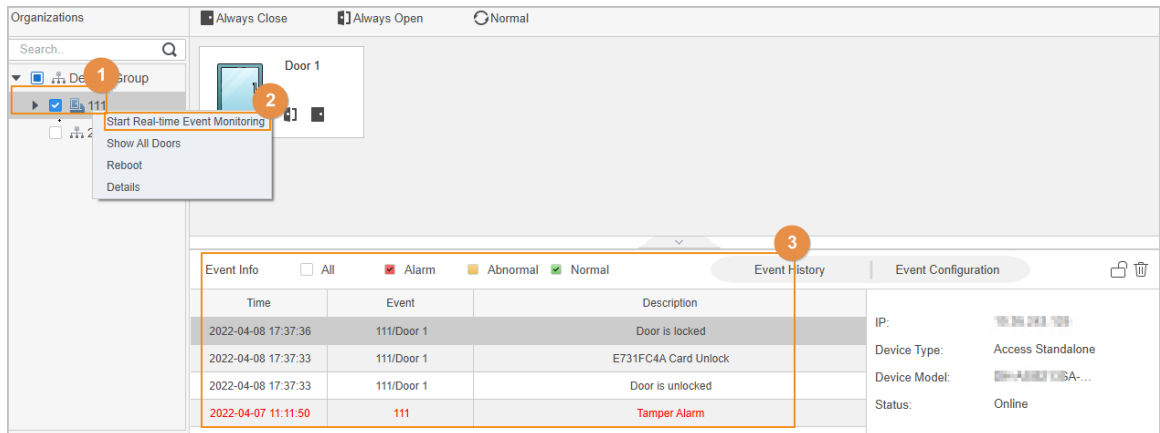 Organizations
Always Close
Always Open
Normal
Search..
1
Group
Door 1
111
2
Start Real-time Event Monitoring
Show All Doors
Reboot
Details
3
Event Info
All
Alarm
Abnormal
Normal
Event History
Event Configuration
Time Event Description
2022-04-08 17:37:36 111/Door 1 Door is locked
2022-04-08 17:37:33 111/Door 1 E731FC4A Card Unlock
2022-04-08 17:37:33 111/Door 1 Door is unlocked
2022-04-07 11:11:50 111 Tamper Alarm
IP:
Device Type: Access Standalone
Device Model:
Status: Online